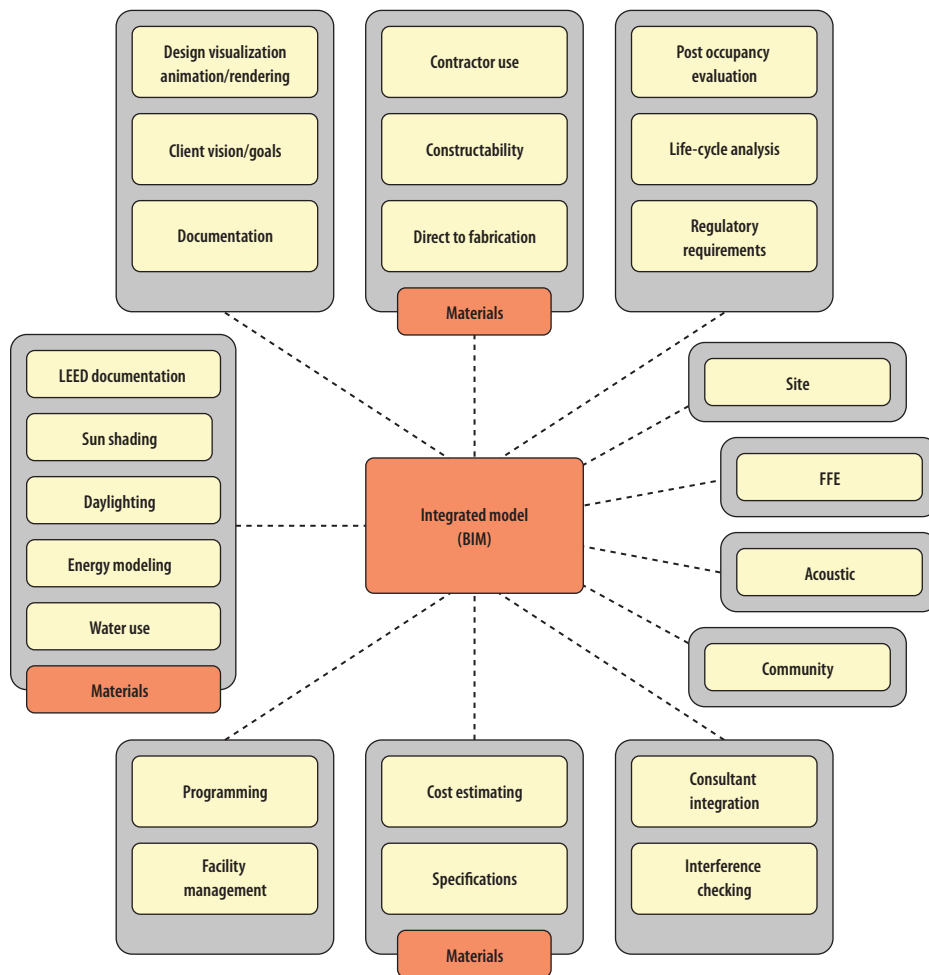 Design visualization
animation/rendering
Client vision/goals
Documentation
Contractor use
Constructability
Direct to fabrication
Materials
Post occupancy
evaluation
Life-cycle analysis
Regulatory
requirements
LEED documentation
Sun shading
Daylighting
Energy modeling
Water use
Materials
Integrated model
(BIM)
Site
FFE
Acoustic
Community
Programming
Facility
management
Cost estimating
Specifications
Materials
Consultant
integration
Interference
checking